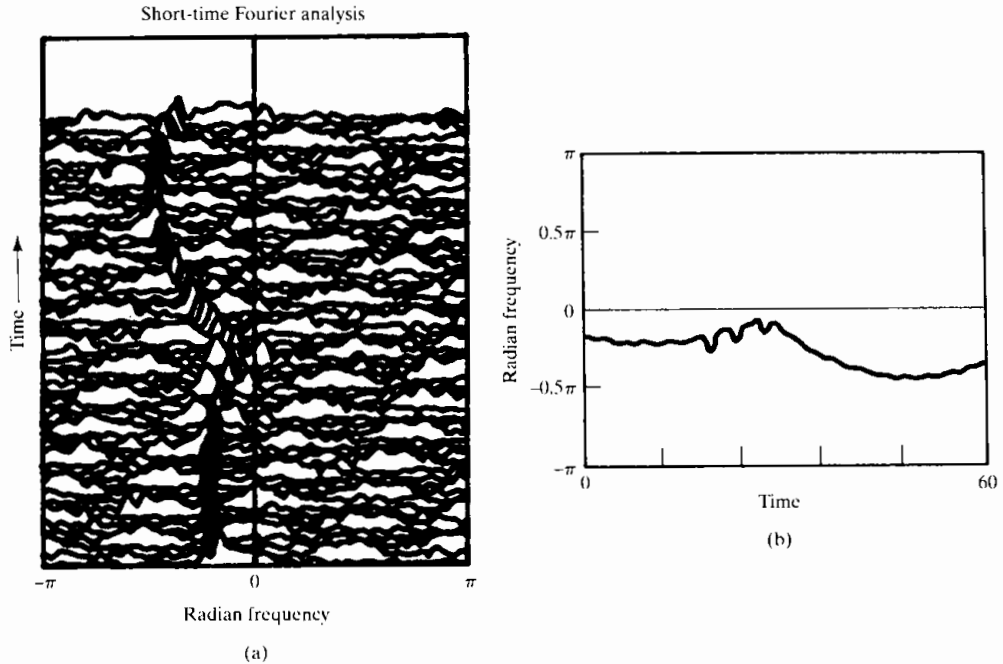 Short-time Fourier analysis
Time
−π
0
π
Radian frequency
(a)
π
0.5π
0
−0.5π
−π
Radian frequency
0
60
Time
(b)